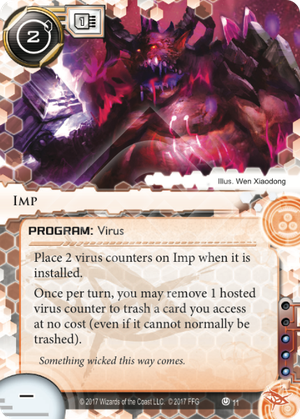 2
1
Illus. Wen Xiaodong
Imp
PROGRAM: Virus
Place 2 virus counters on Imp when it is
installed.
Once per turn, you may remove 1 hosted
virus counter to trash a card you access
at no cost (even if it cannot normally be
trashed).
Something wicked this way comes.
–
© 2017 Wizards of the Coast LLC. © 2017 FFG
11